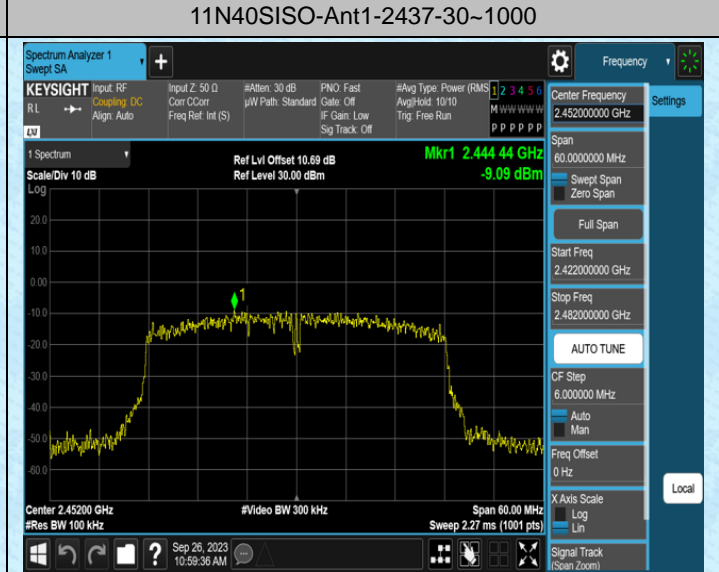 11N40SISO-Ant1-2437-30~1000
Spectrum Analyzer 1
Swept SA
+
Frequency
KEYSIGHT
Input: RF
Input Z: 50 Ω
#Atten: 30 dB
PNO: Fast
#Avg Type: Power (RMS
1 2 3 4 5 6
RL
Coupling: DC
Corr CCorr
µW Path: Standard
Gate: Off
Avg|Hold: 10/10
M W W W W W
Align: Auto
Freq Ref: Int (S)
IF Gain: Low
Trig: Free Run
Sig Track: Off
P P P P P P
LXI
1 Spectrum
Ref Lvl Offset 10.69 dB
Mkr1 2.444 44 GHz
Scale/Div 10 dB
Ref Level 30.00 dBm
-9.09 dBm
Log
20.0
10.0
0.00
-10.0
-20.0
-30.0
-40.0
-50.0
-60.0
1
Center 2.45200 GHz
#Video BW 300 kHz
Span 60.00 MHz
#Res BW 100 kHz
Sweep 2.27 ms (1001 pts)
?
Sep 26, 2023
10:59:36 AM
Center Frequency
2.452000000 GHz
Settings
Span
60.0000000 MHz
Swept Span
Zero Span
Full Span
Start Freq
2.422000000 GHz
Stop Freq
2.482000000 GHz
AUTO TUNE
CF Step
6.000000 MHz
Auto
Man
Freq Offset
0 Hz
X Axis Scale
Log
Lin
Local
Signal Track
(Span Zoom)